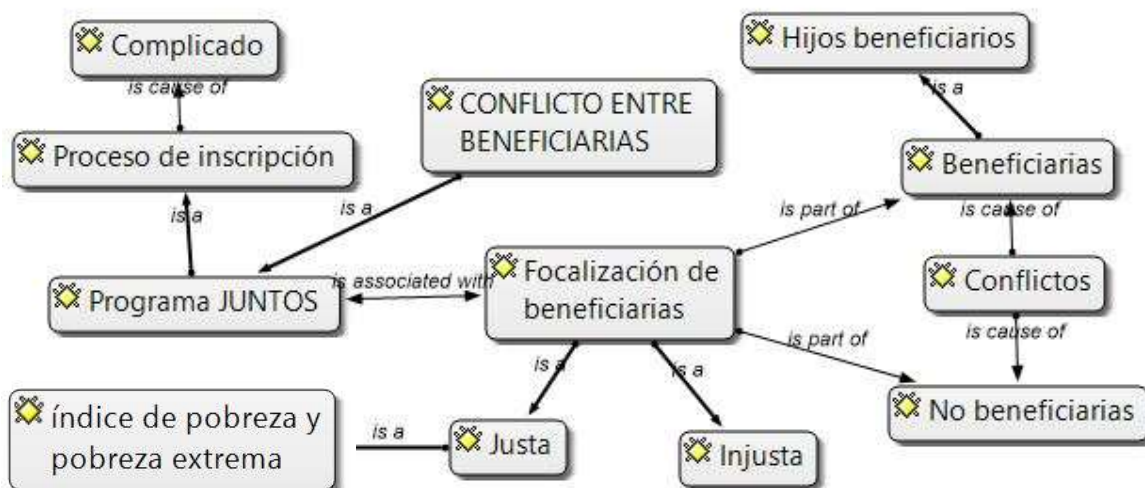 Complicado
Hijos beneficiarios
is cause of
is a
CONFLICTO ENTRE
BENEFICIARIAS
Proceso de inscripción
Beneficiarias
is a
is a
is part of
is cause of
Focalización de
beneficiarias
is associated with
Programa JUNTOS
Conflictos
is part of
is cause of
is a
is a
índice de pobreza y
pobreza extrema
is a
Justa
Injusta
No beneficiarias